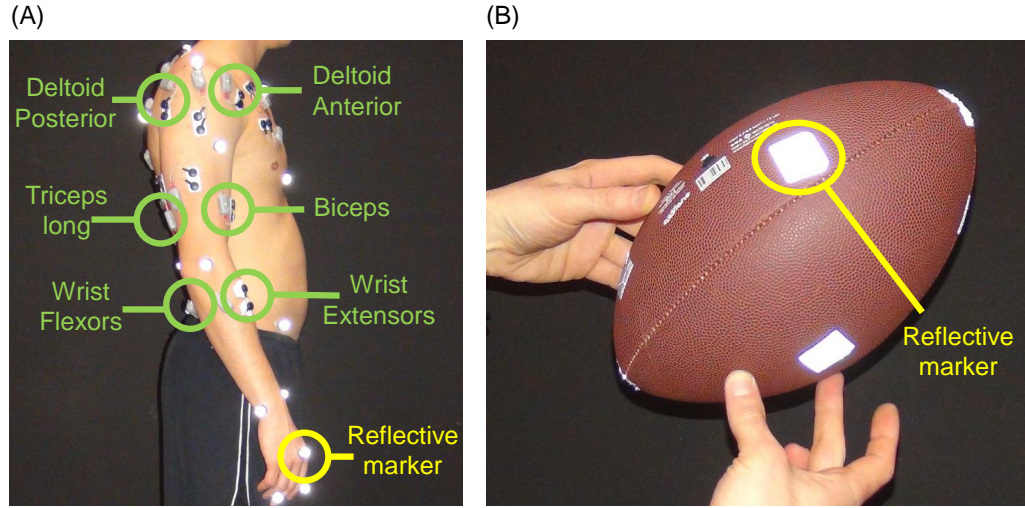 (A)
(B)
Deltoid
Posterior
Deltoid
Anterior
Triceps
long
Biceps
Wrist
Flexors
Wrist
Extensors
Reflective
marker
Reflective
marker